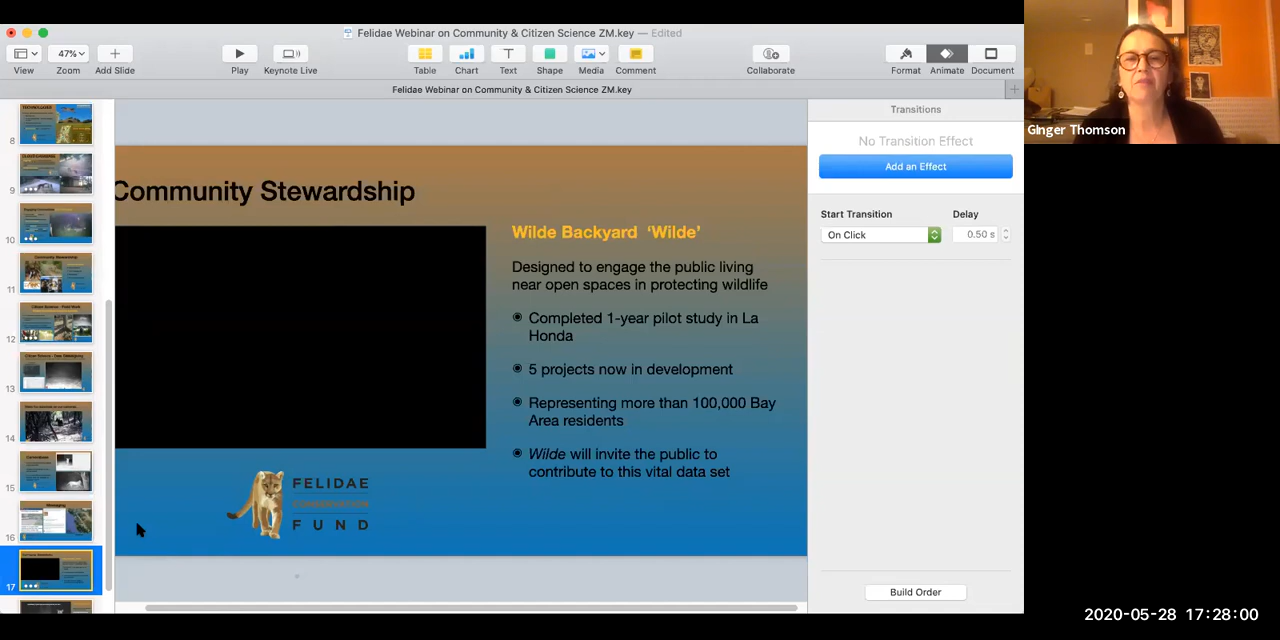 Felidae Webinar on Community & Citizen Science ZM.key — Edited
47%
View
Zoom
Add Slide
Play
Keynote Live
Table
Chart
Text
Shape
Media
Comment
Collaborate
Format
Animate
Document
Felidae Webinar on Community & Citizen Science ZM.key
Ginger Thomson
8
9
10
11
12
13
14
15
16
17
Community Stewardship
Wilde Backyard ‘Wilde’
Designed to engage the public living
near open spaces in protecting wildlife
Completed 1-year pilot study in La
Honda
5 projects now in development
Representing more than 100,000 Bay
Area residents
Wilde will invite the public to
contribute to this vital data set
FELIDAE
CONSERVATION
FUND
Transitions
No Transition Effect
Add an Effect
Start Transition
Delay
On Click
0.50 s
Build Order
2020-05-28 17:28:00